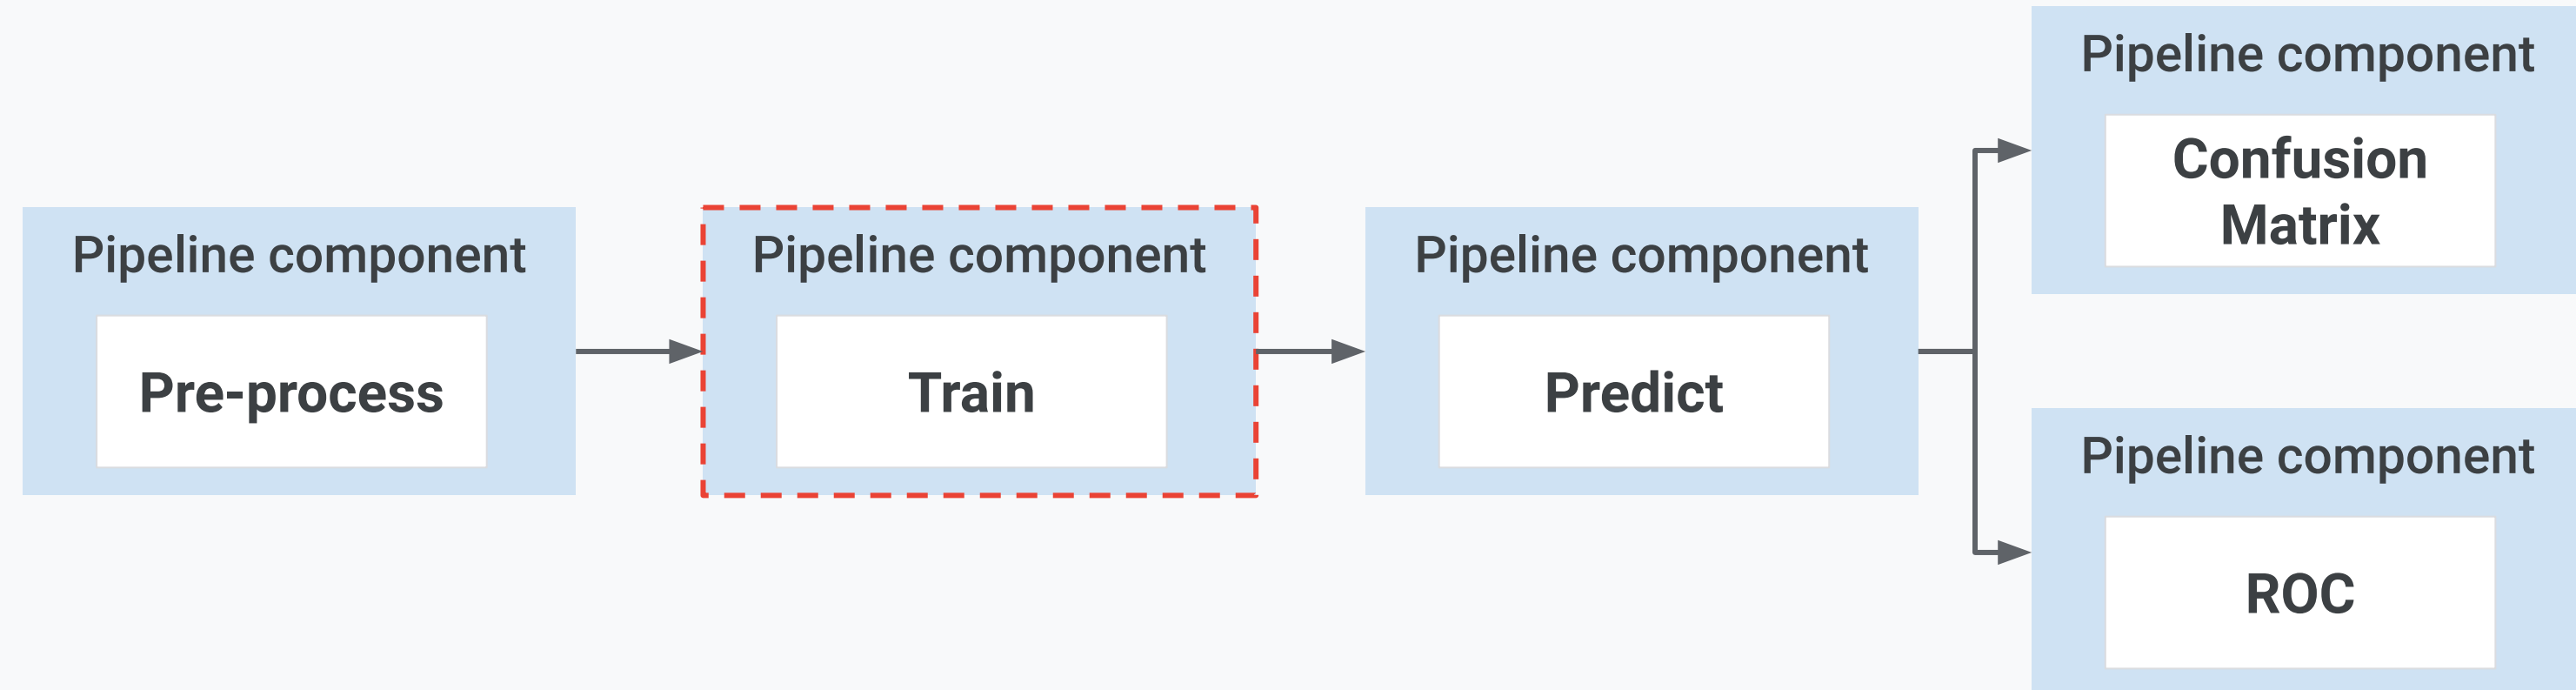 Pipeline component
Pre-process
Pipeline component
Train
Pipeline component
Predict
Pipeline component
Confusion
Matrix
Pipeline component
ROC